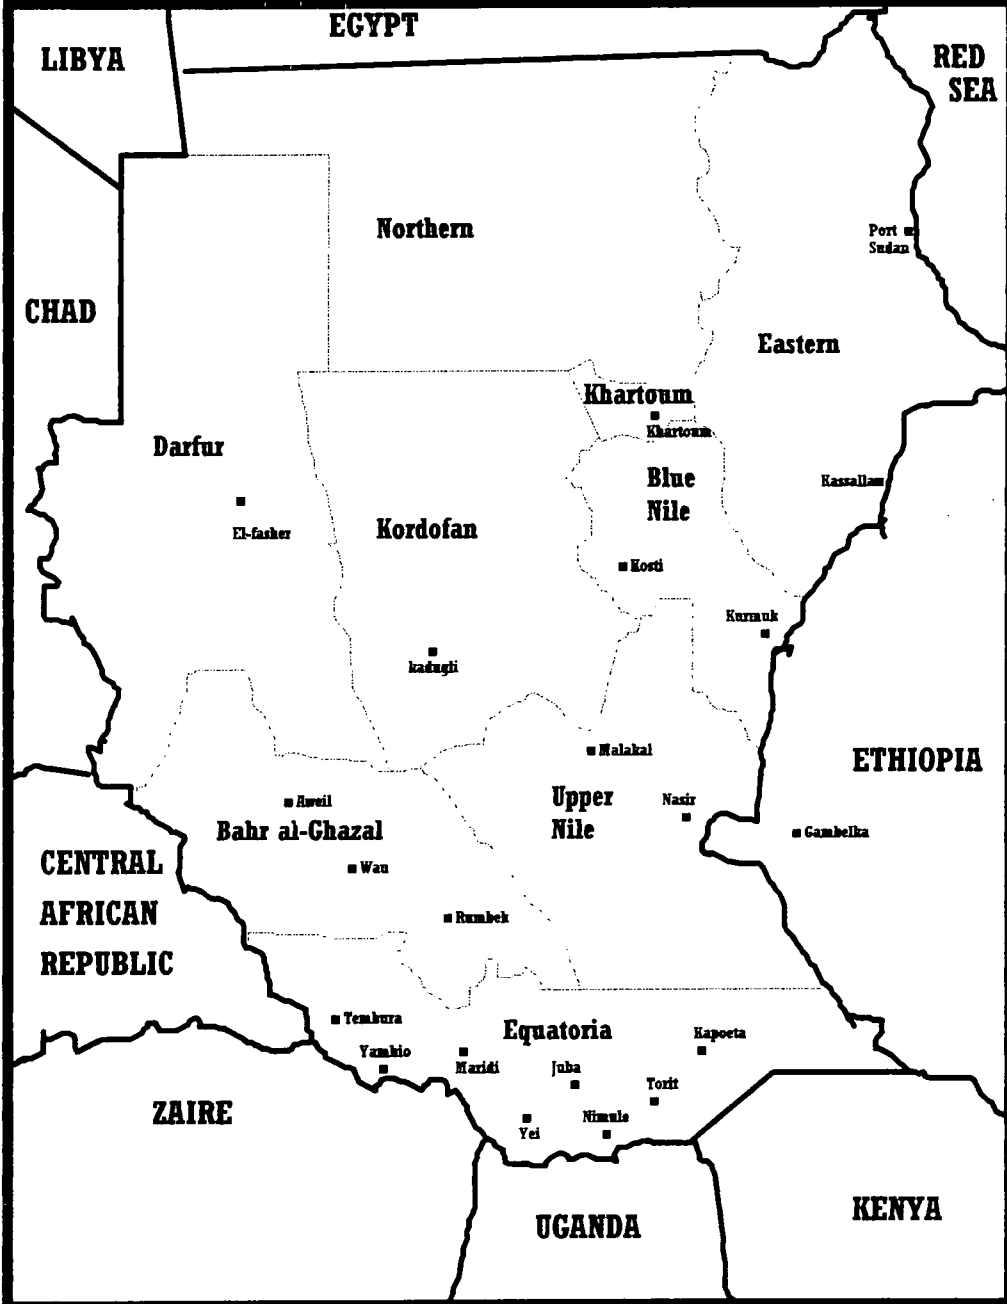 EGYPT
LIBYA
RED
SEA
Northern
Port
Sudan
CHAD
Eastern
Khartoum
Khartoum
Darfur
Blue
Nile
Kassalla
El-fasher
Kordofan
Kosti
Kurmuk
kadugli
Malakal
ETHIOPIA
Upper
Nile
Nasir
Aweil
Bahr al-Ghazal
Gambelka
CENTRAL
AFRICAN
REPUBLIC
Wau
Rumbek
Tembura
Equatoria
Kapoeta
Yambio
Maridi
Juba
Torit
ZAIRE
Yei
Nimule
UGANDA
KENYA